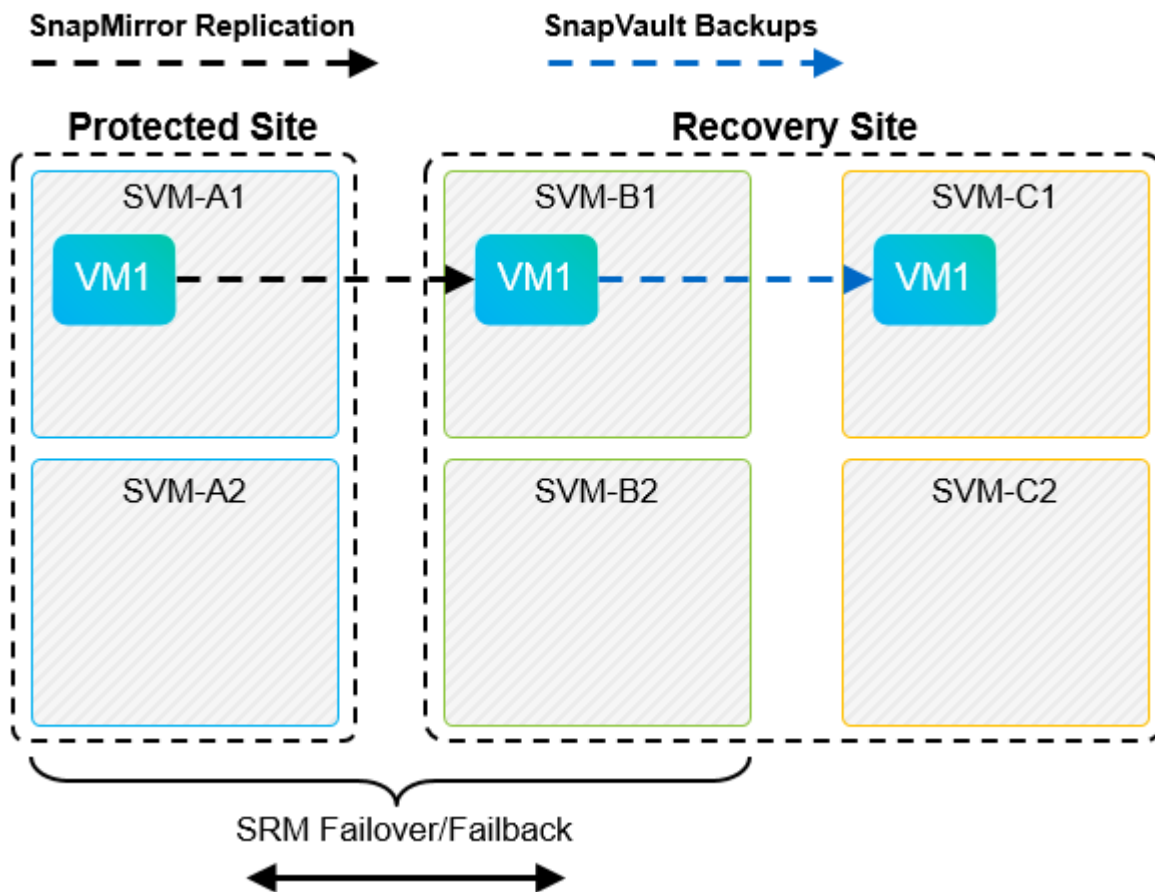 SnapMirror Replication
SnapVault Backups
Protected Site
Recovery Site
SVM-A1
SVM-B1
SVM-C1
VM1
VM1
VM1
SVM-A2
SVM-B2
SVM-C2
SRM Failover/Failback